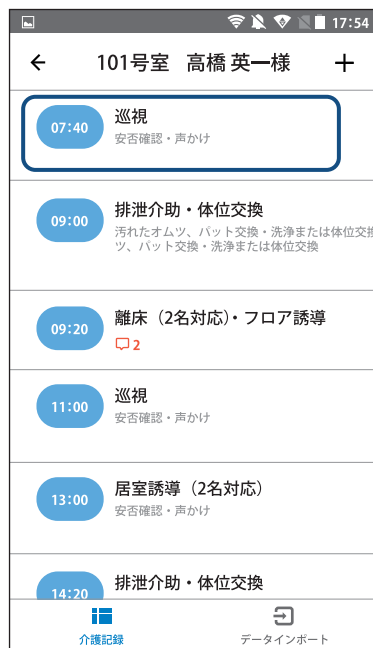 17:54
101号室 高橋 英一様
07:40
巡視
安否確認・声かけ
09:00
排泄介助・体位交換
汚れたオムツ、パット交換・洗浄または体位交換
ツ、パット交換・洗浄または体位交換
09:20
離床（2名対応）・フロア誘導
2
11:00
巡視
安否確認・声かけ
13:00
居室誘導（2名対応）
安否確認・声かけ
14:20
排泄介助・体位交換
介護記録
データインポート